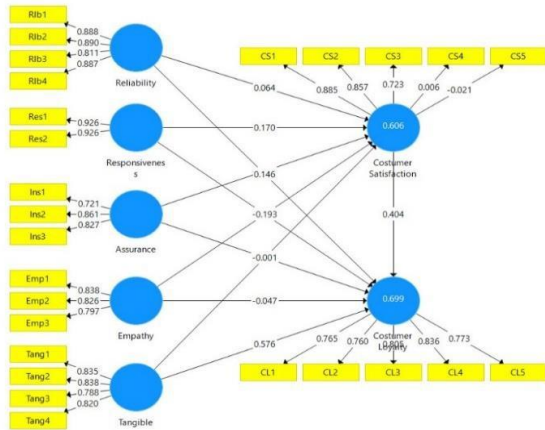 Rlb1
Rlb2
Rlb3
Rlb4
0.888
0.890
0.811
0.887
Reliability
Res1
Res2
0.926
0.926
Responsivenes
s
Ins1
Ins2
Ins3
0.721
0.861
0.827
Assurance
Emp1
Emp2
Emp3
0.838
0.826
0.797
Empathy
Tang1
Tang2
Tang3
Tang4
0.835
0.838
0.788
0.820
Tangible
0.064
0.170
0.146
-0.193
-0.001
-0.047
0.576
CS1
CS2
CS3
CS4
CS5
0.885
0.857
0.723
0.006
-0.021
0.606
Costumer
Satisfaction
0.404
0.699
Customer
Loyalty
0.765
0.760
0.836
0.773
CL1
CL2
CL3
CL4
CL5